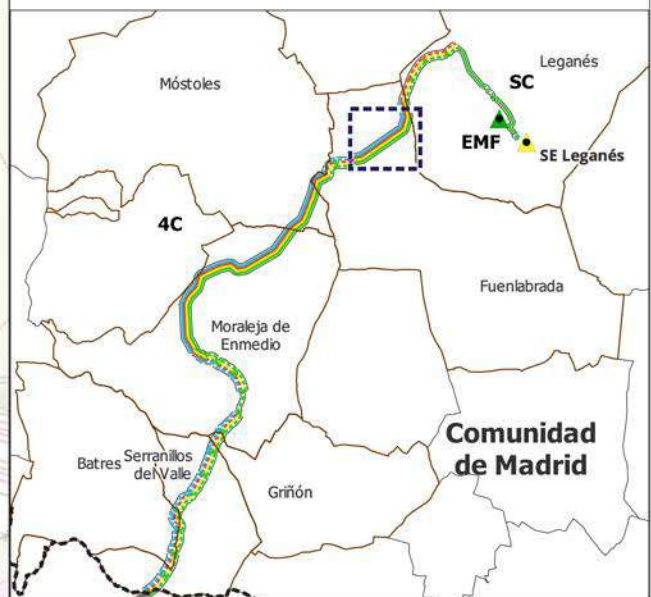 Móstoles
Leganés
SC
EMF
SE Leganés
4C
Fuenlabrada
Moraleja de
Enmedio
Comunidad
de Madrid
Batres
Serranillos
del Valle
Griñón